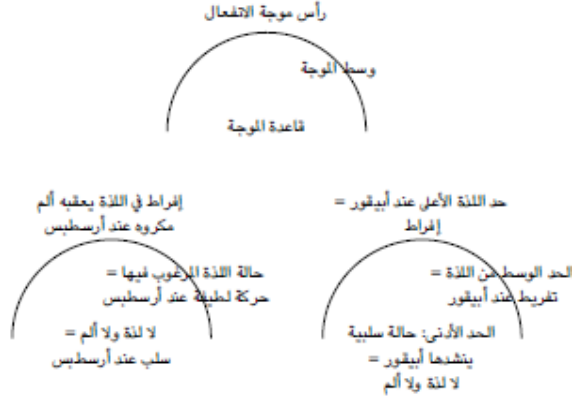 رأس موجة الانفعال
وسط الموجة
قاعدة الموجة
حد اللذة الأعلى عند أبيقور =
إفراط
الحد الوسط من اللذة =
تفريط عند أبيقور
الحد الأدنى: حالة سلبية
ينشدها أبيقور =
لا لذة ولا ألم
إفراط في اللذة يعقبه ألم
مكروه عند أرسطبس
حالة اللذة المرغوب فيها =
حركة لطيفة عند أرسطبس
لا لذة ولا ألم =
سلب عند أرسطبس